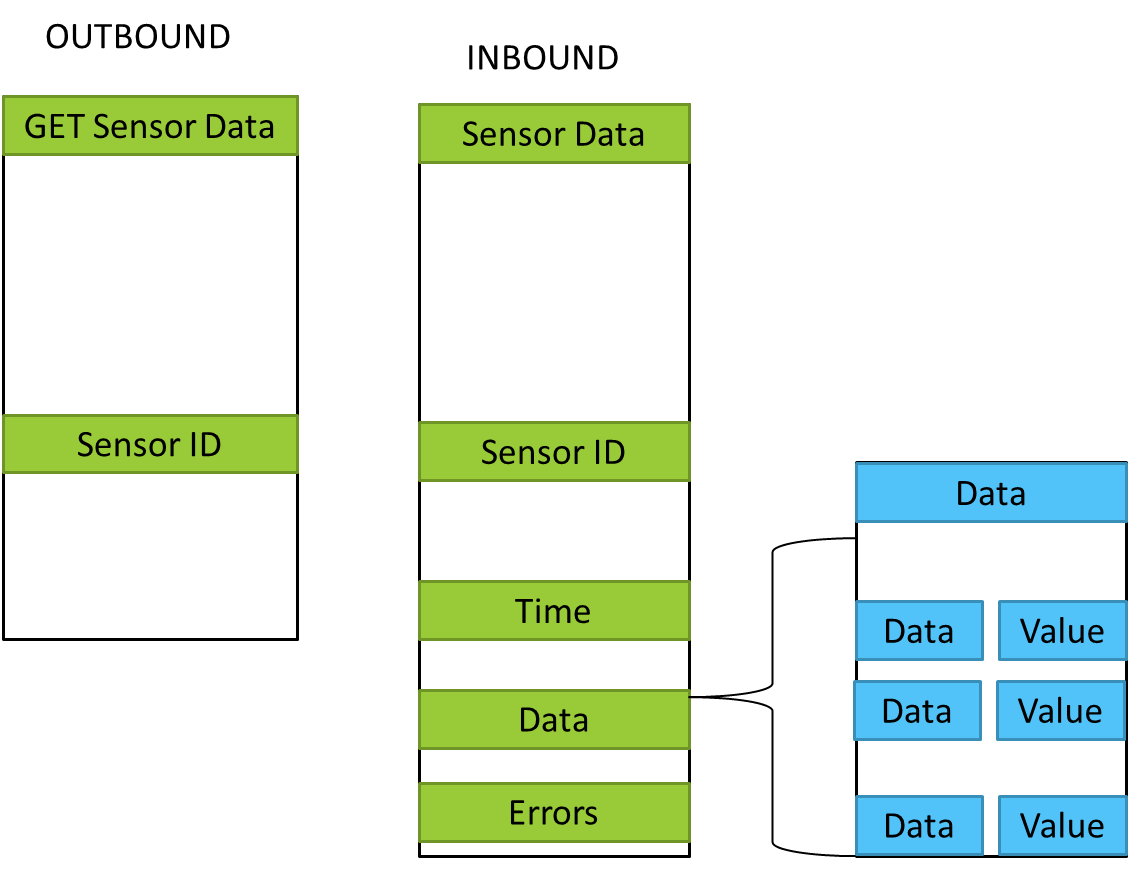 OUTBOUND
GET Sensor Data
Sensor ID
INBOUND
Sensor Data
Sensor ID
Time
Data
Errors
Data
Data Value
Data Value
Data Value